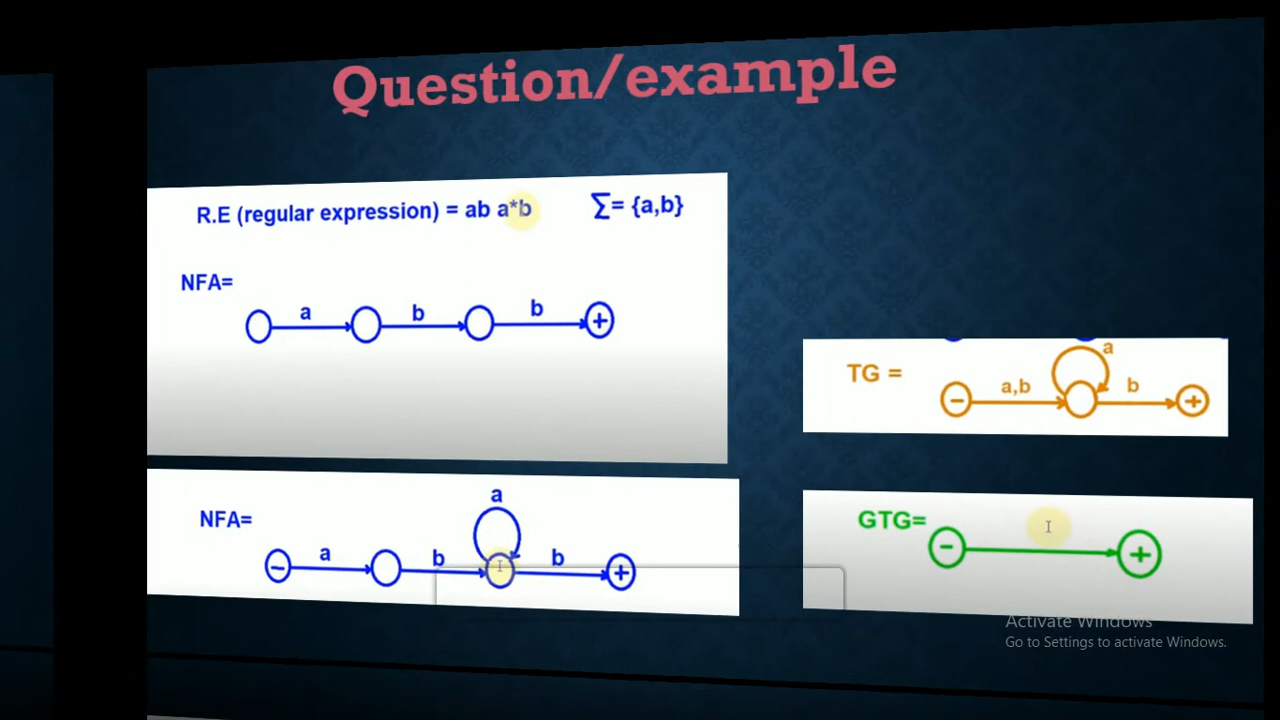 Question/example
R.E (regular expression) = ab a*b
∑= {a,b}
NFA=
a
b
b
+
TG =
a
a,b
b
−
+
NFA=
a
a
b
b
−
+
GTG=
−
+
Activate Windows
Go to Settings to activate Windows.